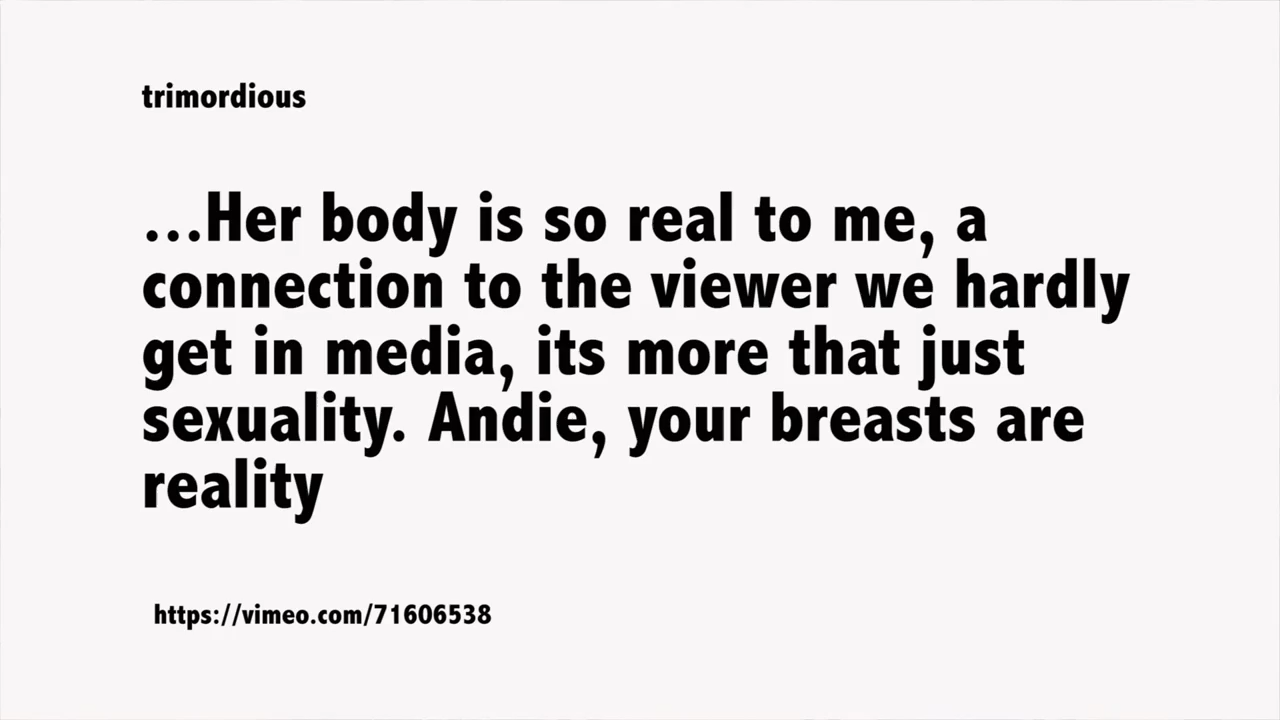 trimordious
...Her body is so real to me, a
connection to the viewer we hardly
get in media, its more that just
sexuality. Andie, your breasts are
reality
https://vimeo.com/71606538